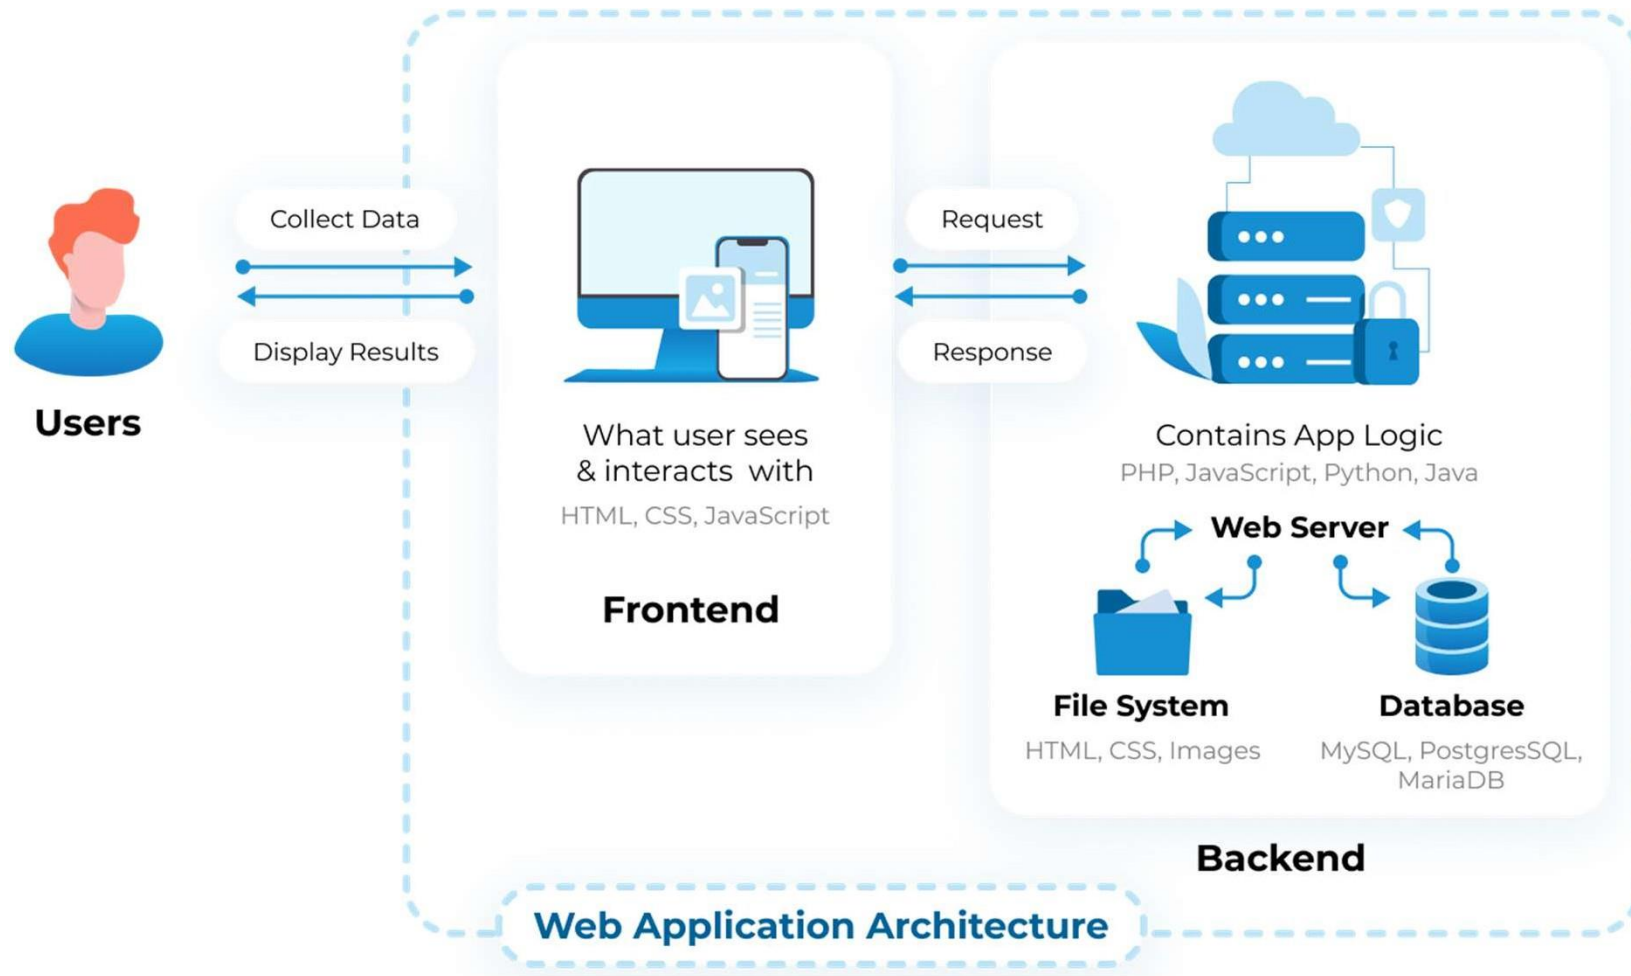 Collect Data
Display Results
Users
What user sees
& interacts with
HTML, CSS, JavaScript
Frontend
Request
Response
Contains App Logic
PHP, JavaScript, Python, Java
Web Server
File System
HTML, CSS, Images
Database
MySQL, PostgresSQL,
MariaDB
Backend
Web Application Architecture